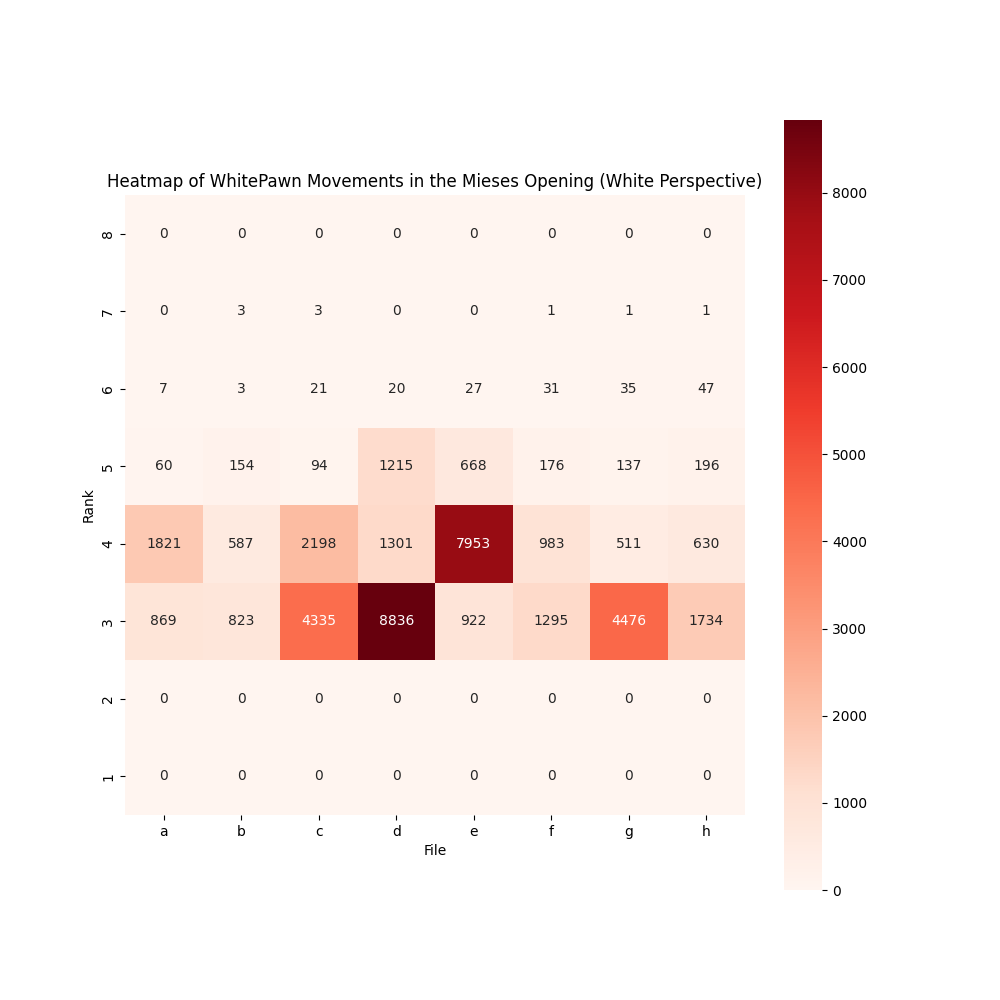 Heatmap of WhitePawn Movements in the Mieses Opening (White Perspective)
8 0 0 0 0 0 0 0 0
7 0 3 3 0 0 1 1 1
6 7 3 21 20 27 31 35 47
5 60 154 94 1215 668 176 137 196
4 1821 587 2198 1301 7953 983 511 630
3 869 823 4335 8836 922 1295 4476 1734
2 0 0 0 0 0 0 0 0
1 0 0 0 0 0 0 0 0
a b c d e f g h
File
Rank
8000
7000
6000
5000
4000
3000
2000
1000
0